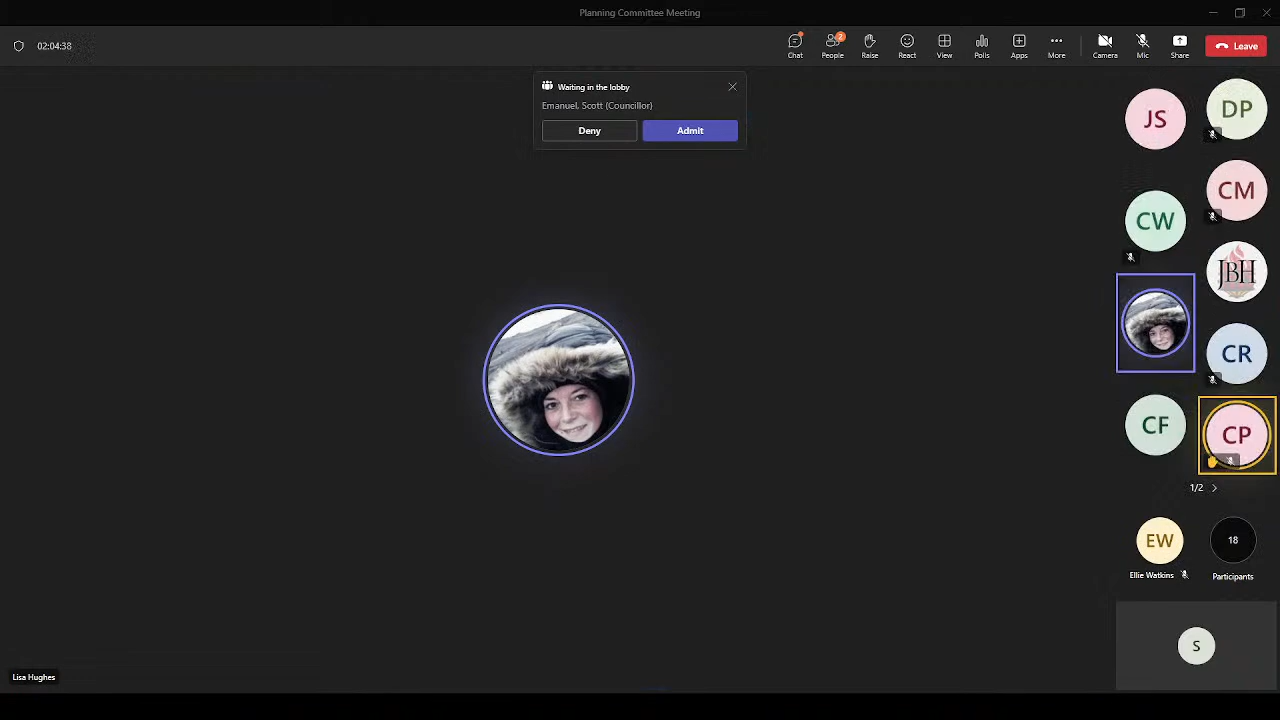 Planning Committee Meeting
02:04:38
Chat
2
People
Raise
React
View
Polls
Apps
More
Camera
Mic
Share
Leave
Waiting in the lobby
Emanuel, Scott (Councillor)
Deny
Admit
JS
DP
CM
CW
JBH
CR
CF
CP
1/2
EW
18
Ellie Watkins
Participants
S
Lisa Hughes